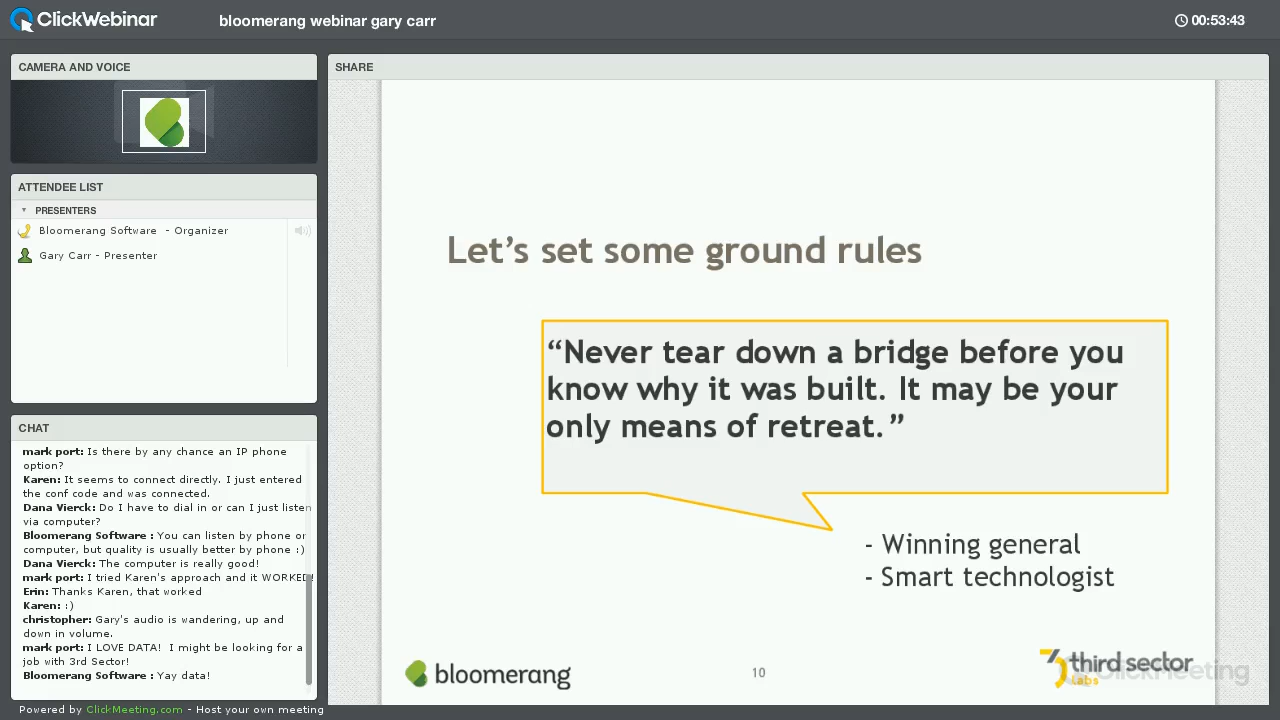 ClickWebinar
bloomerang webinar gary carr
00:53:43
CAMERA AND VOICE
ATTENDEE LIST
PRESENTERS
Bloomerang Software - Organizer
Gary Carr - Presenter
CHAT
mark port: Is there by any chance an IP phone
option?
Karen: It seems to connect directly. I just entered
the conf code and was connected.
Dana Vierck: Do I have to dial in or can I just listen
via computer?
Bloomerang Software : You can listen by phone or
computer, but quality is usually better by phone :)
Dana Vierck: The computer is really good!
mark port: I tried Karen's approach and it WORKED!
Erin: Thanks Karen, that worked
Karen: :)
christopher: Gary's audio is wandering, up and
down in volume.
mark port: I LOVE DATA! I might be looking for a
job with 3rd Sector!
Bloomerang Software : Yay data!
Powered by ClickMeeting.com - Host your own meeting
SHARE
Let’s set some ground rules
“Never tear down a bridge before you
know why it was built. It may be your
only means of retreat.”
- Winning general
- Smart technologist
bloomerang
10
third sector
labs
ClickMeeting